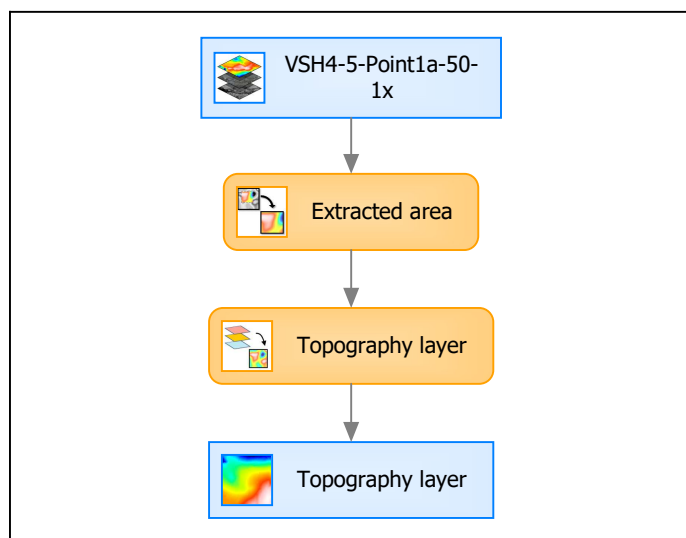 VSH4-5-Point1a-50-
1x
Extracted area
Topography layer
Topography layer